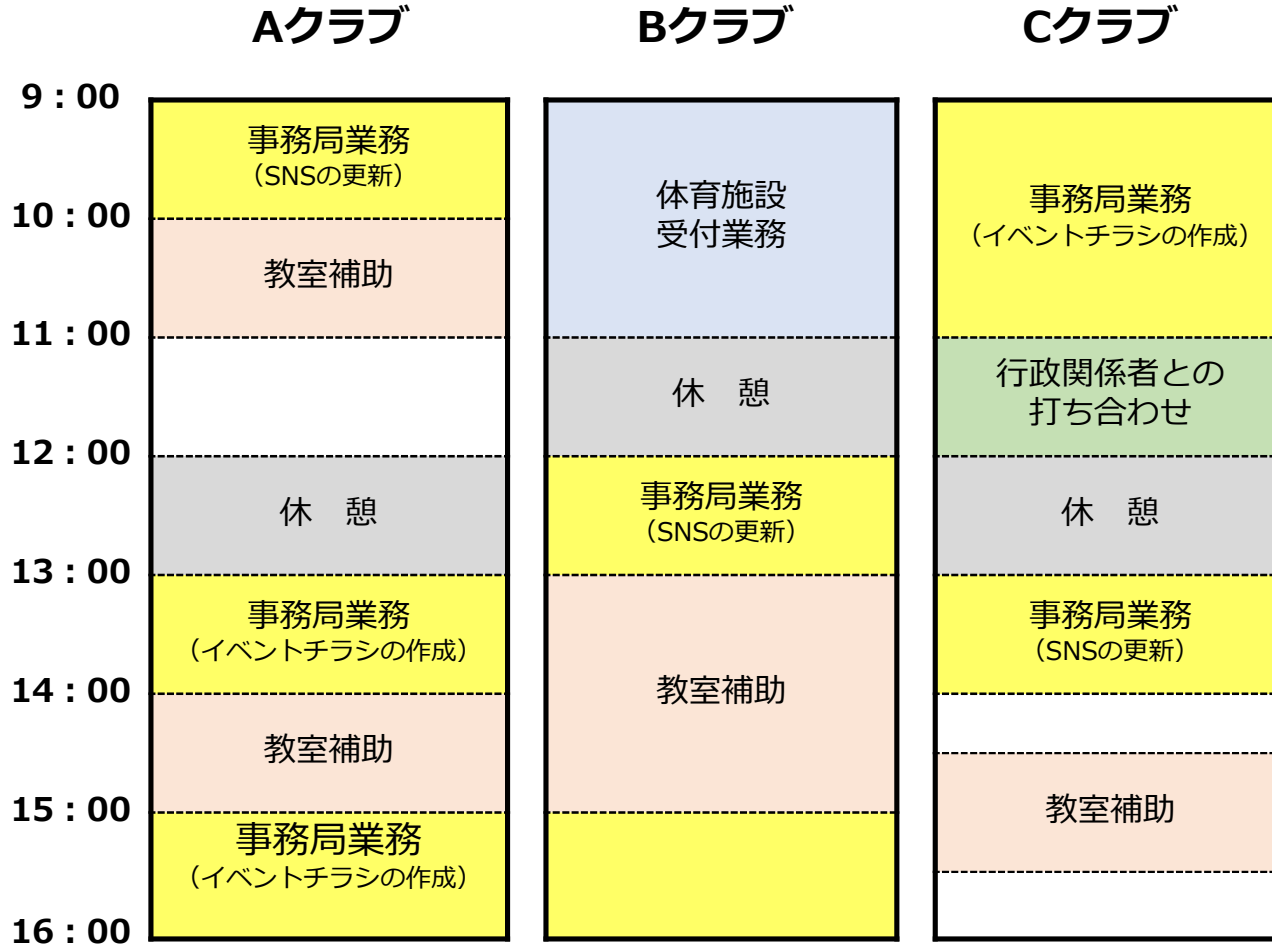 Aクラブ
Bクラブ
Cクラブ
9：00
10：00
11：00
12：00
13：00
14：00
15：00
16：00
事務局業務
（SNSの更新）
教室補助
休　憩
事務局業務
（イベントチラシの作成）
教室補助
事務局業務
（イベントチラシの作成）
体育施設
受付業務
休　憩
事務局業務
（SNSの更新）
教室補助
事務局業務
（イベントチラシの作成）
行政関係者との
打ち合わせ
休　憩
事務局業務
（SNSの更新）
教室補助